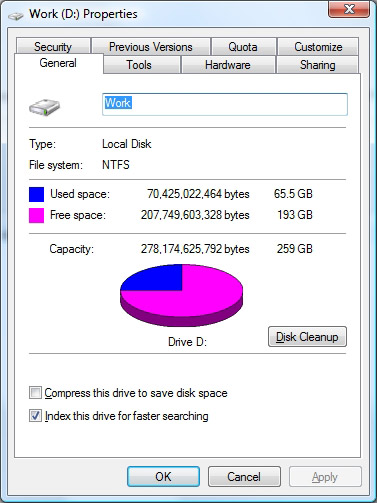 Work (D:) Properties
Security Previous Versions Quota Customize
General Tools Hardware Sharing
Work
Type: Local Disk
File system: NTFS
Used space: 70,425,022,464 bytes 65.5 GB
Free space: 207,749,603,328 bytes 193 GB
Capacity: 278,174,625,792 bytes 259 GB
Drive D: Disk Cleanup
Compress this drive to save disk space
Index this drive for faster searching
OK Cancel Apply